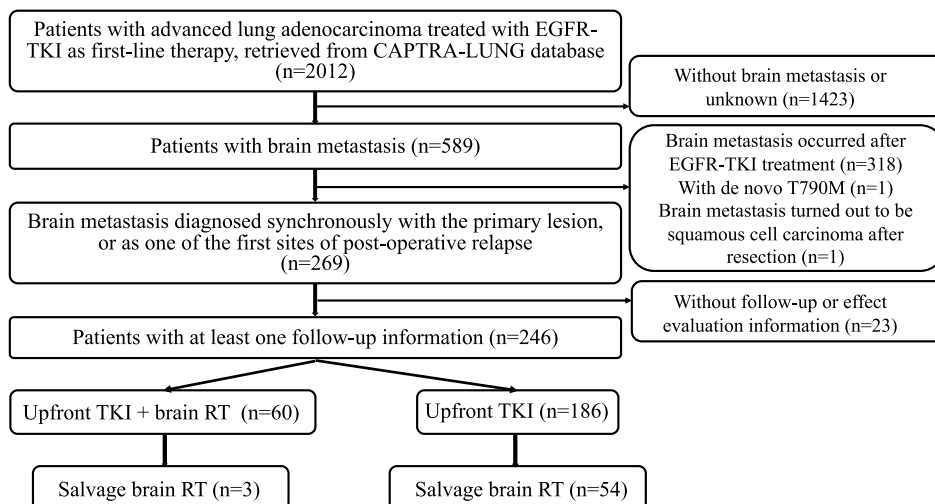 Patients with advanced lung adenocarcinoma treated with EGFR-
TKI as first-line therapy, retrieved from CAPTRA-LUNG database
(n=2012)
Without brain metastasis or
unknown (n=1423)
Patients with brain metastasis (n=589)
Brain metastasis occurred after
EGFR-TKI treatment (n=318)
With de novo T790M (n=1)
Brain metastasis turned out to be
squamous cell carcinoma after
resection (n=1)
Brain metastasis diagnosed synchronously with the primary lesion,
or as one of the first sites of post-operative relapse
(n=269)
Without follow-up or effect
evaluation information (n=23)
Patients with at least one follow-up information (n=246)
Upfront TKI + brain RT (n=60)
Upfront TKI (n=186)
Salvage brain RT (n=3)
Salvage brain RT (n=54)